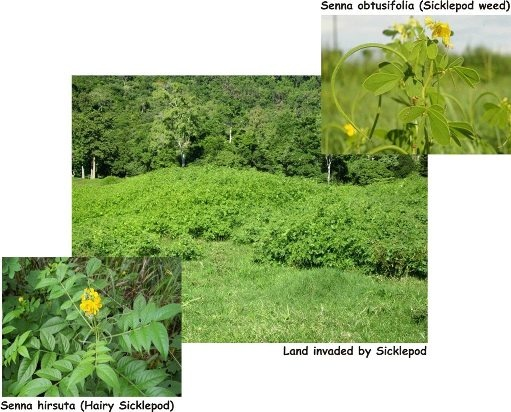 Senna obtusifolia (Sicklepod weed)
Land invaded by Sicklepod
Senna hirsuta (Hairy Sicklepod)